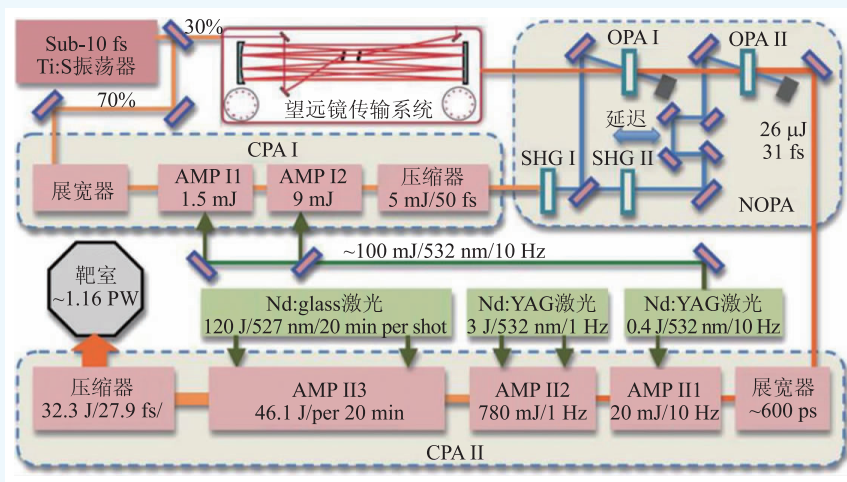 Sub-10 fs
Ti:S振荡器
30%
70%
望远镜传输系统
OPA I
OPA II
延迟
26 μJ
31 fs
SHG I
SHG II
NOPA
CPA I
展宽器
AMP I1
1.5 mJ
AMP I2
9 mJ
压缩器
5 mJ/50 fs
~100 mJ/532 nm/10 Hz
靶室
~1.16 PW
Nd:glass激光
120 J/527 nm/20 min per shot
Nd:YAG激光
3 J/532 nm/1 Hz
Nd:YAG激光
0.4 J/532 nm/10 Hz
压缩器
32.3 J/27.9 fs/
AMP II3
46.1 J/per 20 min
AMP II2
780 mJ/1 Hz
AMP II1
20 mJ/10 Hz
展宽器
~600 ps
CPA II